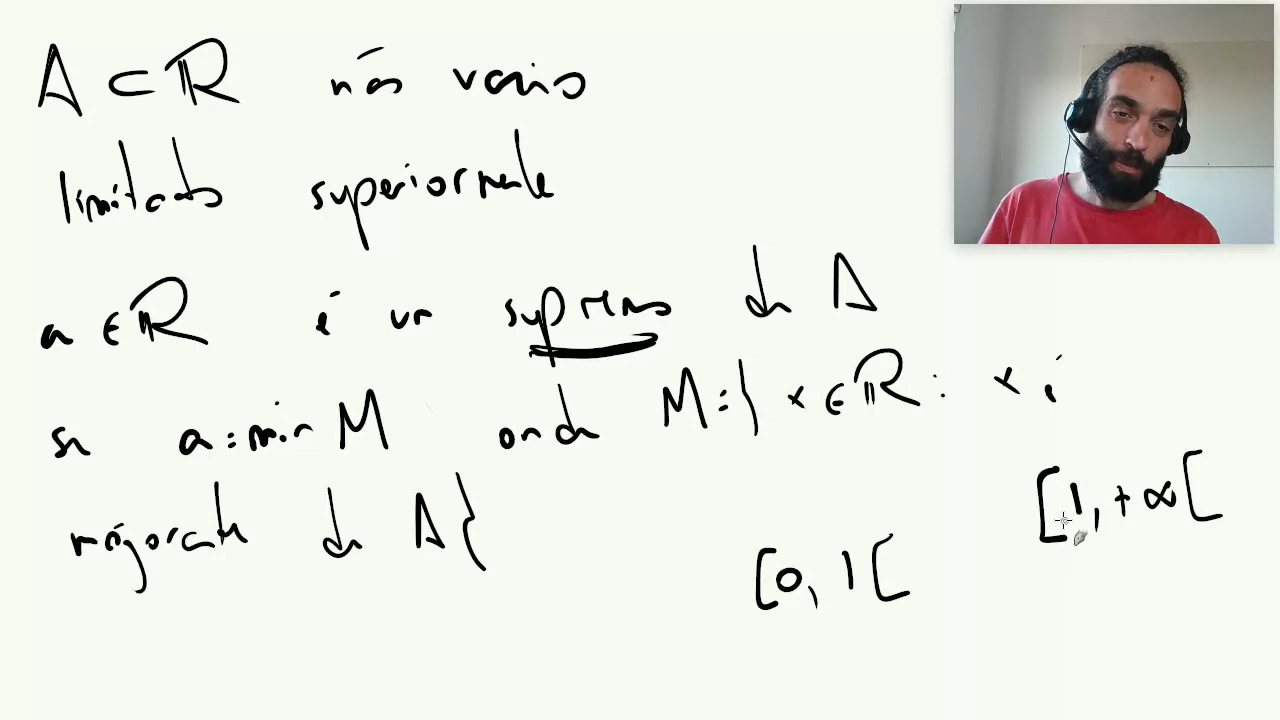 A ⊂ ℝ não vazio
limitado superiormente
a ∈ ℝ é um supremo de A
se a = min M onde M = { x ∈ ℝ : x é
majorante de A }
[1, +∞[
[0, 1[